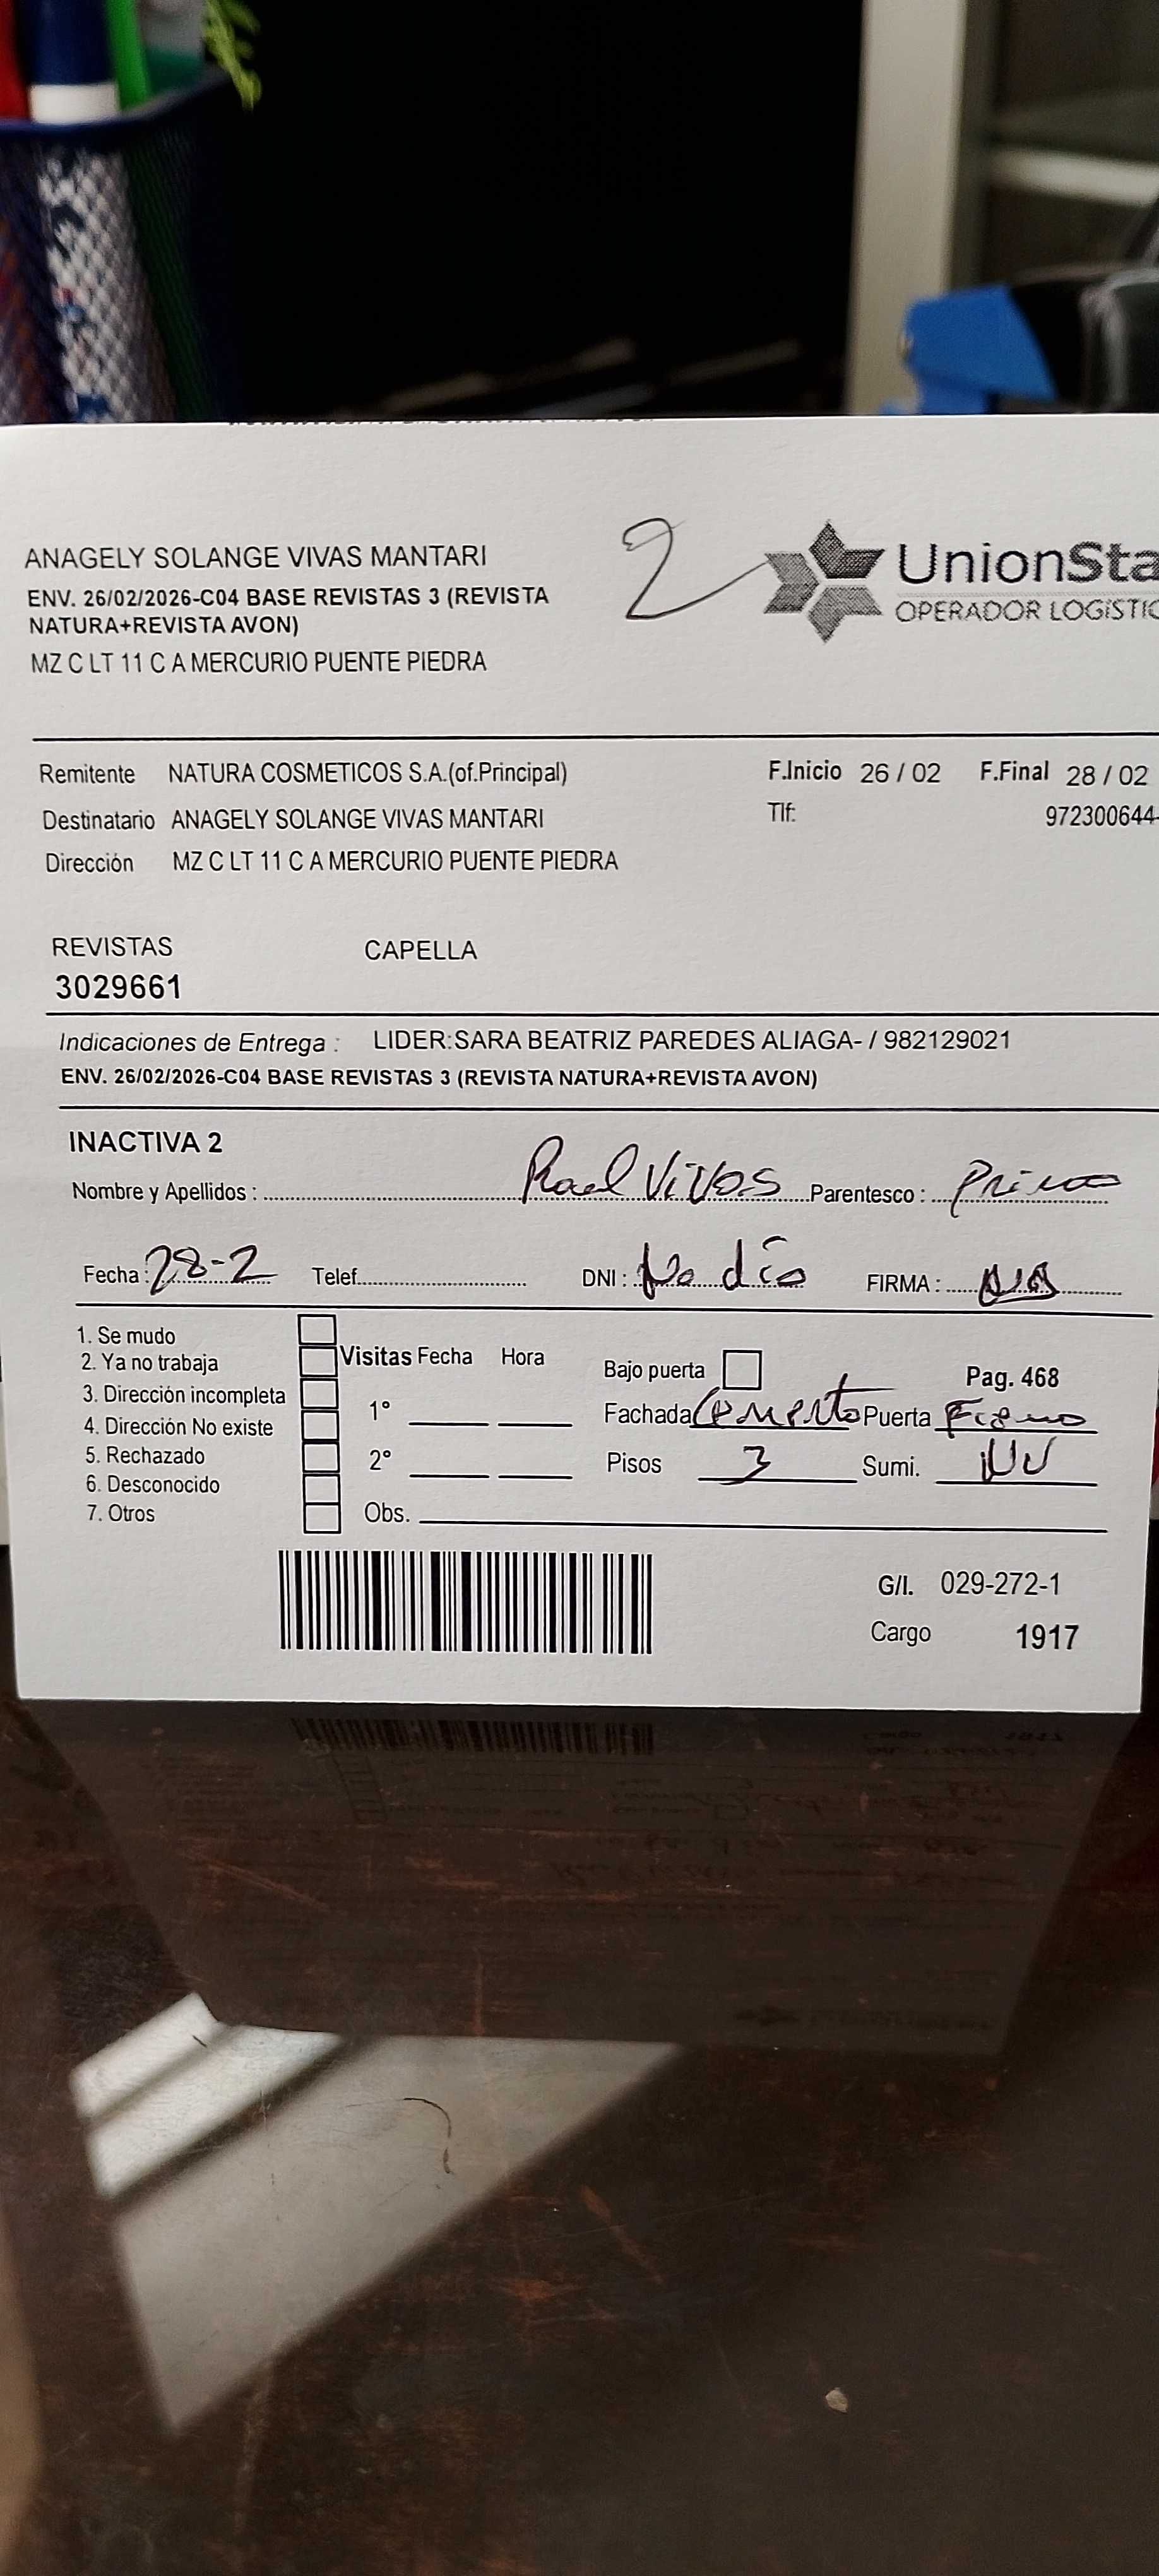 ANAGELY SOLANGE VIVAS MANTARI
ENV. 26/02/2026-C04 BASE REVISTAS 3 (REVISTA
NATURA+REVISTA AVON)
MZ C LT 11 C A MERCURIO PUENTE PIEDRA
2
UnionSta
OPERADOR LOGÍSTIC
Remitente NATURA COSMETICOS S.A.(of.Principal) F.Inicio 26 / 02 F.Final 28 / 02
Destinatario ANAGELY SOLANGE VIVAS MANTARI Tlf: 972300644-
Dirección MZ C LT 11 C A MERCURIO PUENTE PIEDRA
REVISTAS CAPELLA
3029661
Indicaciones de Entrega : LIDER:SARA BEATRIZ PAREDES ALIAGA- / 982129021
ENV. 26/02/2026-C04 BASE REVISTAS 3 (REVISTA NATURA+REVISTA AVON)
INACTIVA 2
Nombre y Apellidos : Vivas Parentesco : Primo
Fecha : 28-2 Telef. DNI : No dio FIRMA :
1. Se mudo
2. Ya no trabaja
3. Dirección incompleta
4. Dirección No existe
5. Rechazado
6. Desconocido
7. Otros
Visitas Fecha Hora
1°
2°
Obs.
Bajo puerta Pag. 468
Fachada Cemento Puerta Fierro
Pisos 3 Sumi.
G/I. 029-272-1
Cargo 1917